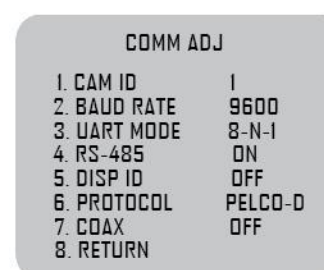 COMM ADJ
1. CAM ID 1
2. BAUD RATE 9600
3. UART MODE 8-N-1
4. RS-485 ON
5. DISP ID OFF
6. PROTOCOL PELCO-D
7. COAX OFF
8. RETURN